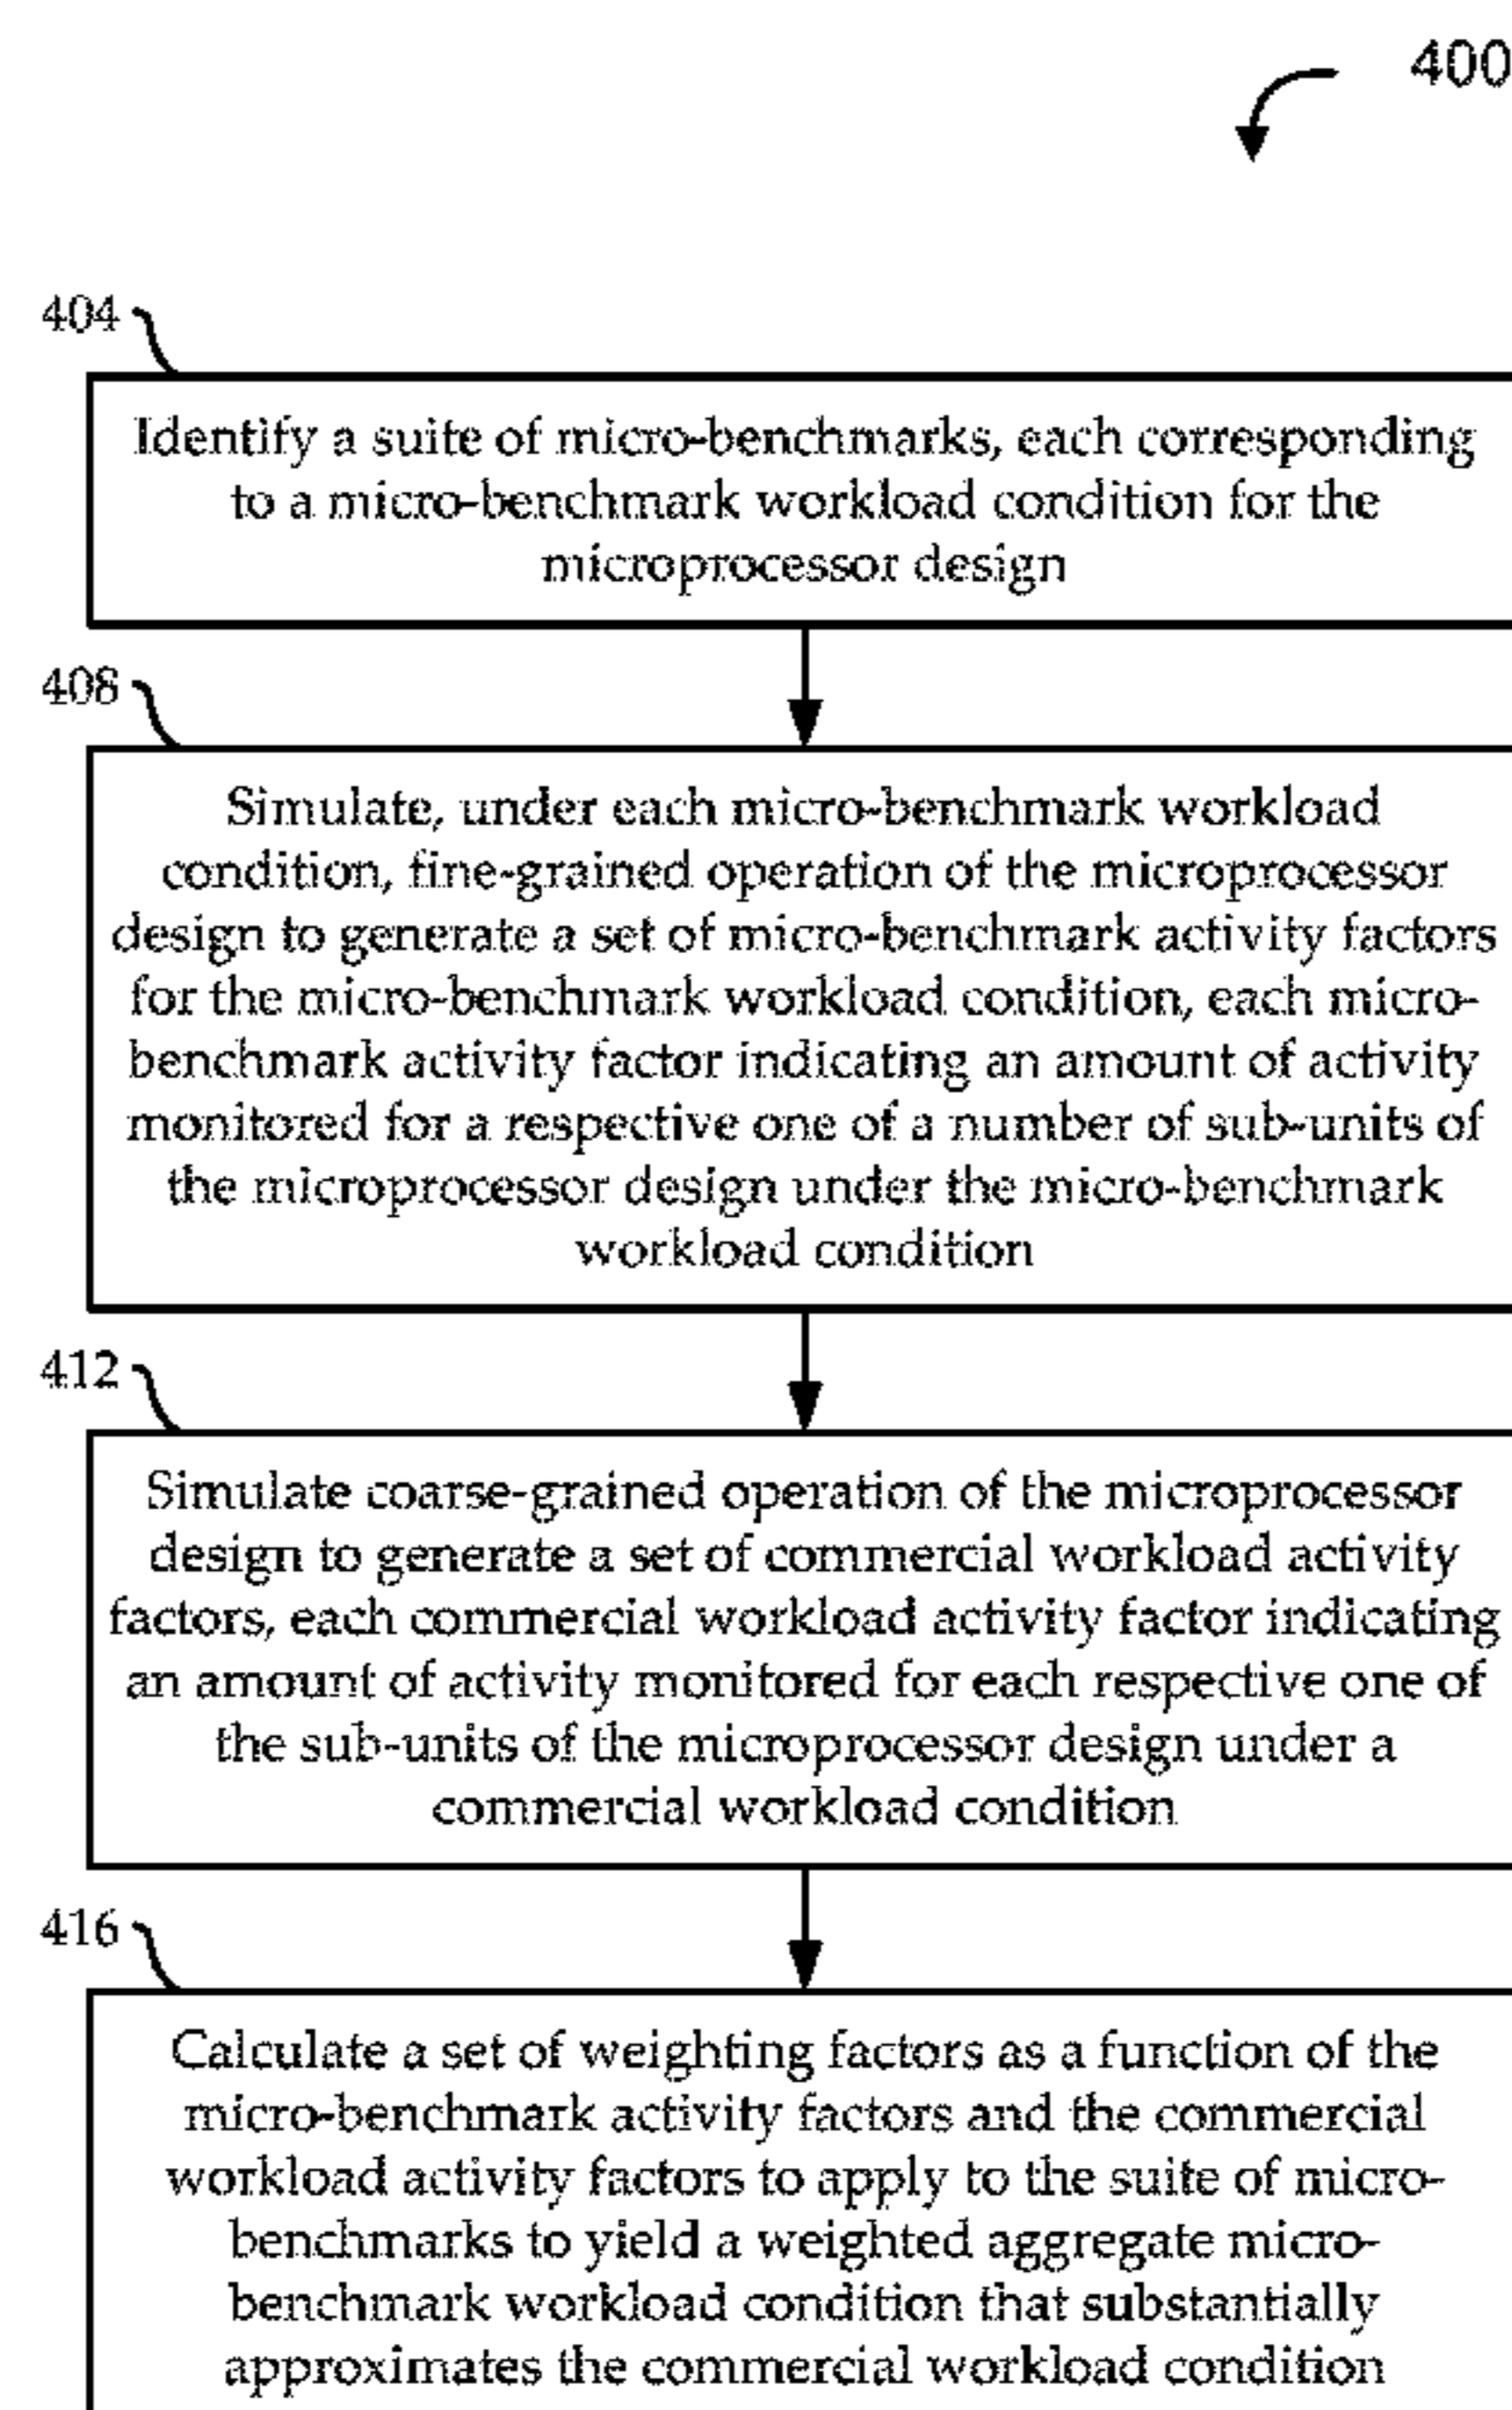 400
404
Identify a suite of micro-benchmarks, each corresponding
to a micro-benchmark workload condition for the
microprocessor design
408
Simulate, under each micro-benchmark workload
condition, fine-grained operation of the microprocessor
design to generate a set of micro-benchmark activity factors
for the micro-benchmark workload condition, each micro-
benchmark activity factor indicating an amount of activity
monitored for a respective one of a number of sub-units of
the microprocessor design under the micro-benchmark
workload condition
412
Simulate coarse-grained operation of the microprocessor
design to generate a set of commercial workload activity
factors, each commercial workload activity factor indicating
an amount of activity monitored for each respective one of
the sub-units of the microprocessor design under a
commercial workload condition
416
Calculate a set of weighting factors as a function of the
micro-benchmark activity factors and the commercial
workload activity factors to apply to the suite of micro-
benchmarks to yield a weighted aggregate micro-
benchmark workload condition that substantially
approximates the commercial workload condition